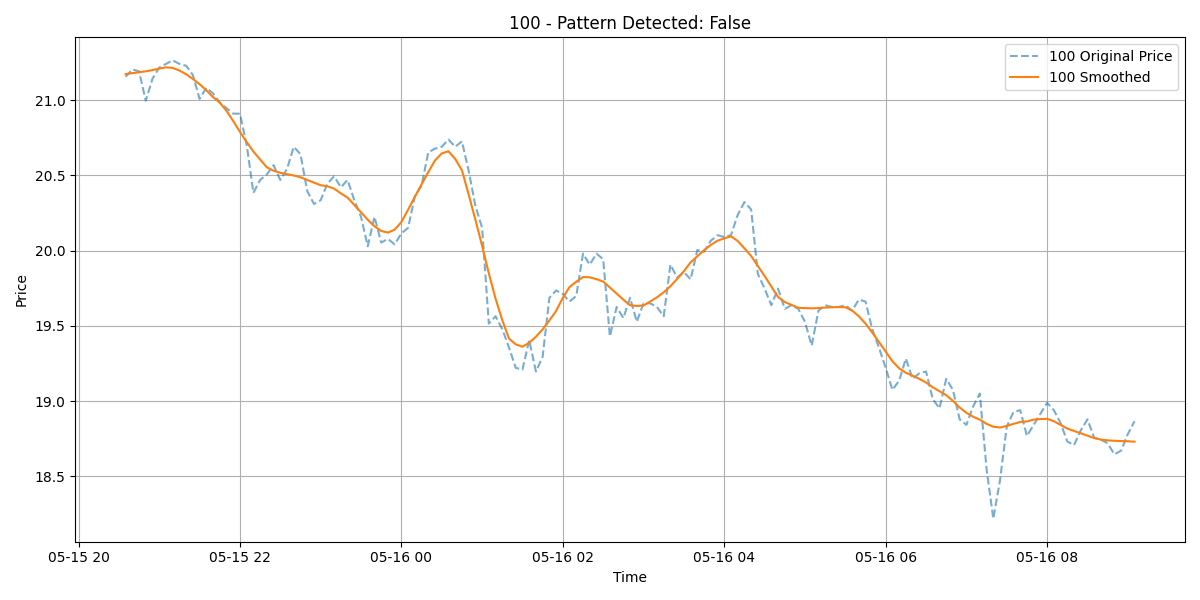 100 - Pattern Detected: False
100 Original Price
100 Smoothed
Price
21.0
20.5
20.0
19.5
19.0
18.5
05-15 20
05-15 22
05-16 00
05-16 02
05-16 04
05-16 06
05-16 08
Time